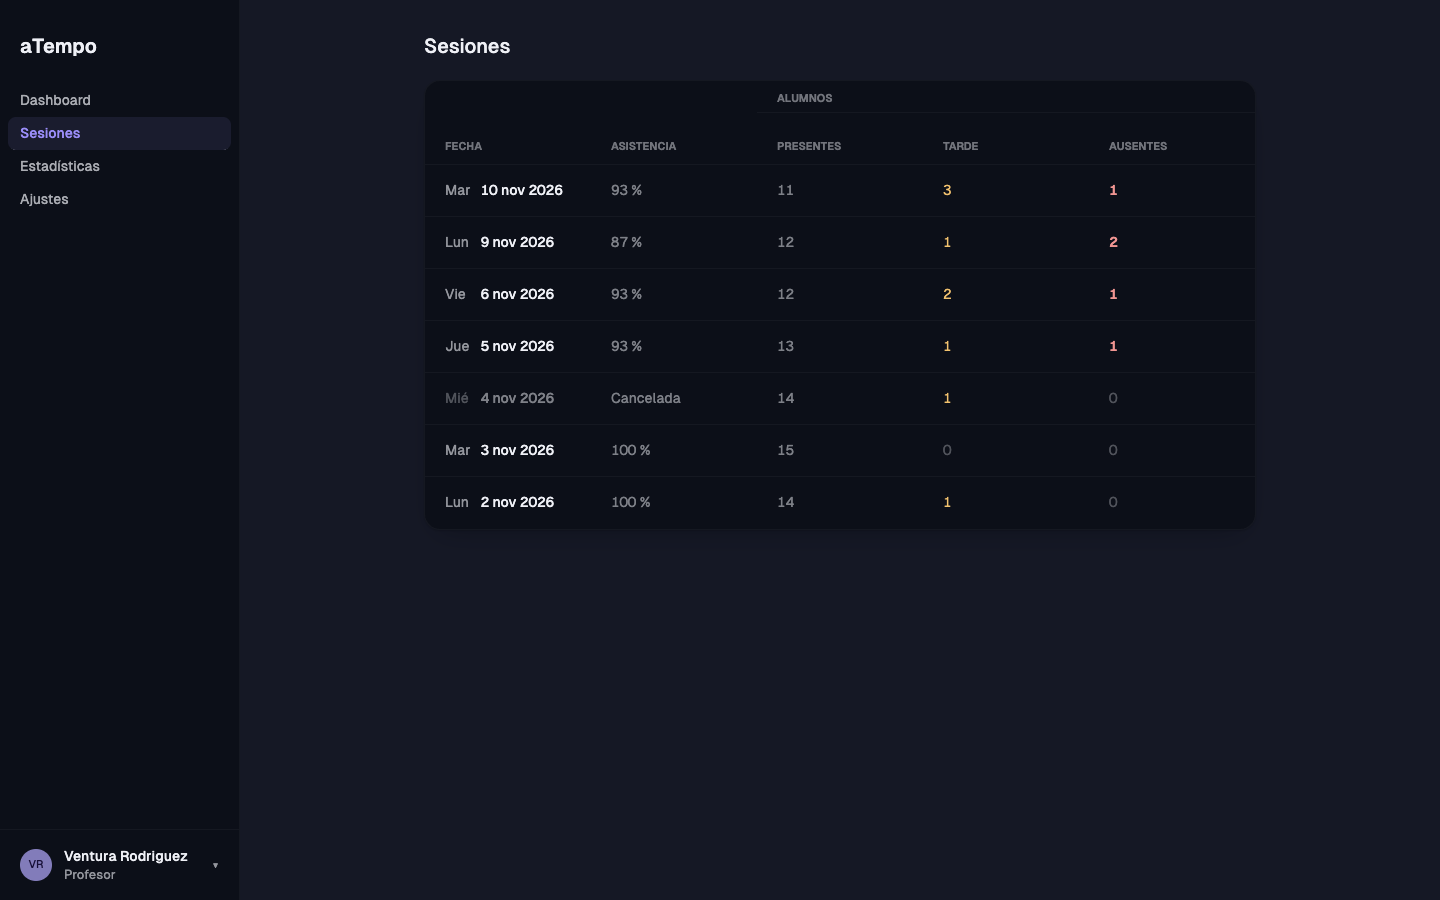 aTempo
Dashboard
Sesiones
Estadísticas
Ajustes
Ventura Rodriguez
VR
Profesor
▾
Sesiones
ALUMNOS
FECHA ASISTENCIA PRESENTES TARDE AUSENTES
Mar 10 nov 2026 93 % 11 3 1
Lun 9 nov 2026 87 % 12 1 2
Vie 6 nov 2026 93 % 12 2 1
Jue 5 nov 2026 93 % 13 1 1
Mié 4 nov 2026 Cancelada 14 1 0
Mar 3 nov 2026 100 % 15 0 0
Lun 2 nov 2026 100 % 14 1 0